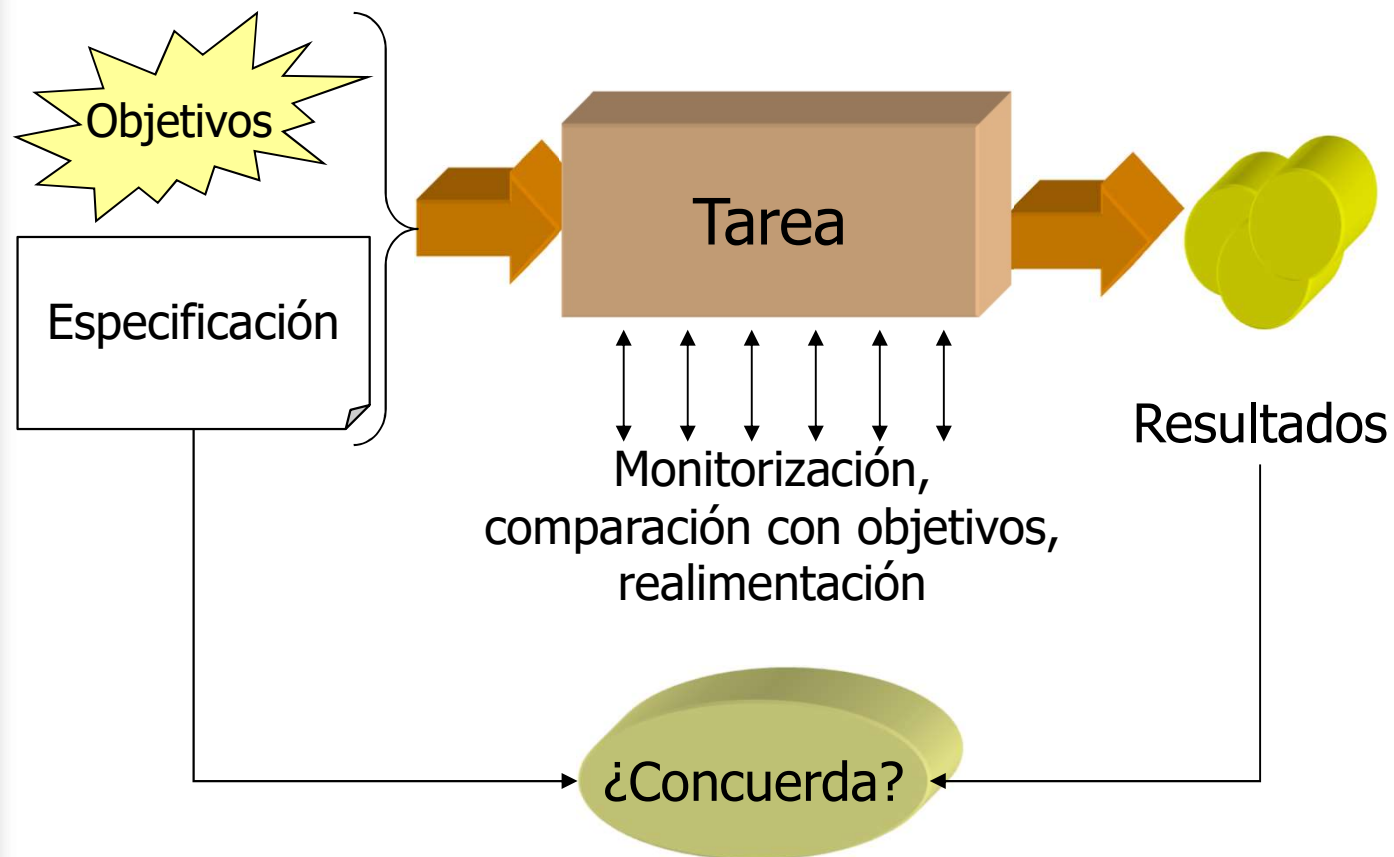 Objetivos
Especificación
Tarea
Resultados
Monitorización,
comparación con objetivos,
realimentación
¿Concuerda?